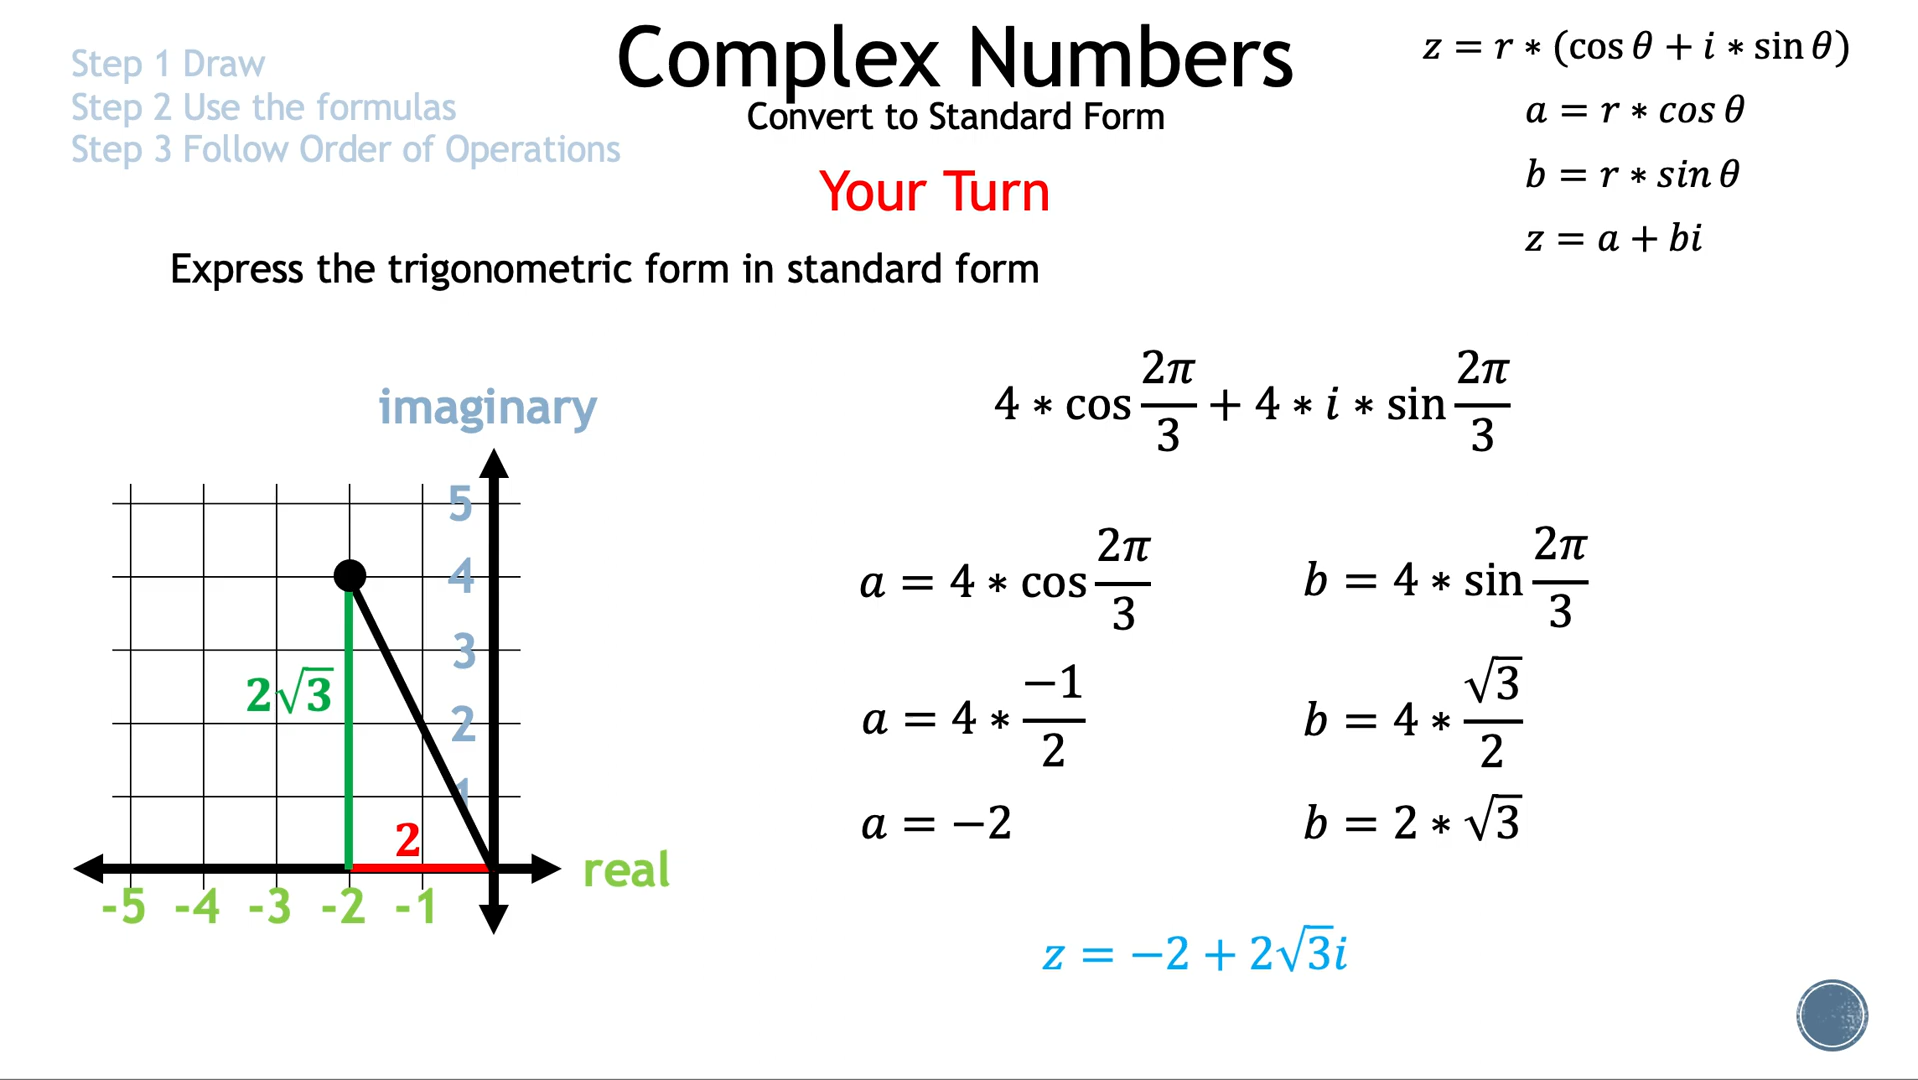 Complex Numbers
Convert to Standard Form
Your Turn
Step 1 Draw
Step 2 Use the formulas
Step 3 Follow Order of Operations
z = r ∗ (cos θ + i ∗ sin θ)
a = r ∗ cos θ
b = r ∗ sin θ
z = a + bi
Express the trigonometric form in standard form
4 ∗ cos 2π/3 + 4 ∗ i ∗ sin 2π/3
imaginary
5
4
3
2
1
2√3
2
real
-5 -4 -3 -2 -1
a = 4 ∗ cos 2π/3
a = 4 ∗ −1/2
a = −2
b = 4 ∗ sin 2π/3
b = 4 ∗ √3/2
b = 2 ∗ √3
z = −2 + 2√3i